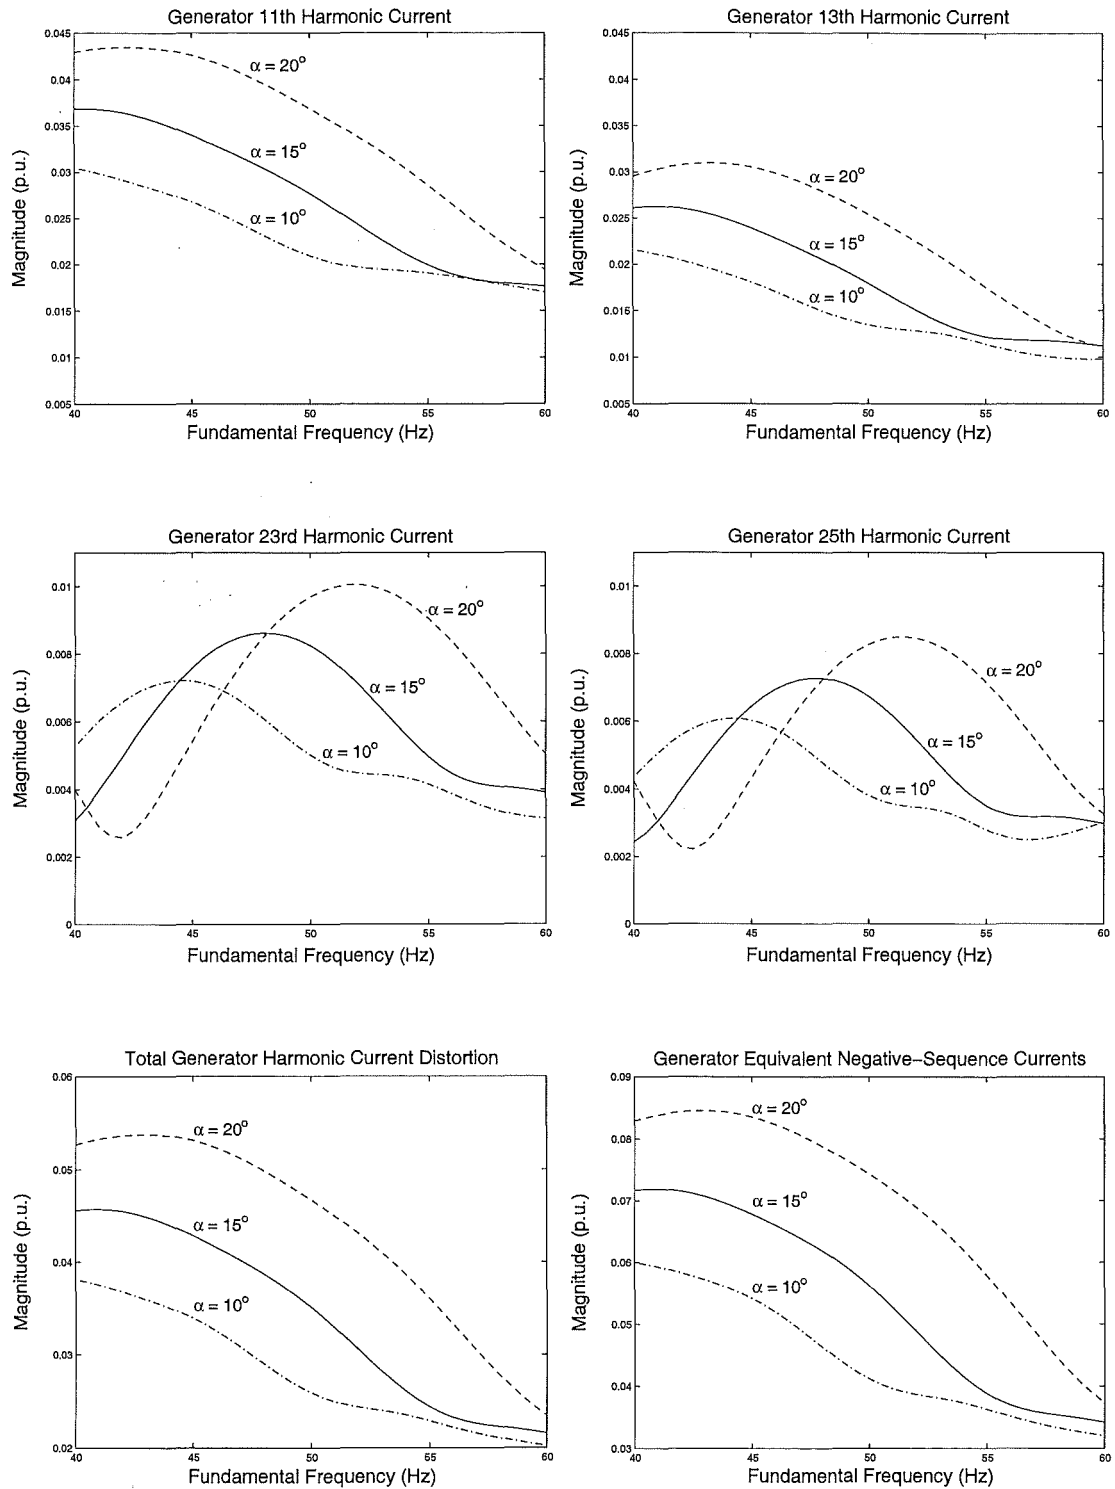 Generator 11th Harmonic Current
Magnitude (p.u.)
0.045
0.04
0.035
0.03
0.025
0.02
0.015
0.01
0.005
α = 20°
α = 15°
α = 10°
40
45
50
55
60
Fundamental Frequency (Hz)
Generator 13th Harmonic Current
Magnitude (p.u.)
0.045
0.04
0.035
0.03
0.025
0.02
0.015
0.01
0.005
α = 20°
α = 15°
α = 10°
40
45
50
55
60
Fundamental Frequency (Hz)
Generator 23rd Harmonic Current
Magnitude (p.u.)
0.01
0.008
0.006
0.004
0.002
0
α = 20°
α = 15°
α = 10°
40
45
50
55
60
Fundamental Frequency (Hz)
Generator 25th Harmonic Current
Magnitude (p.u.)
0.01
0.008
0.006
0.004
0.002
0
α = 20°
α = 15°
α = 10°
40
45
50
55
60
Fundamental Frequency (Hz)
Total Generator Harmonic Current Distortion
Magnitude (p.u.)
0.06
0.05
0.04
0.03
0.02
α = 20°
α = 15°
α = 10°
40
45
50
55
60
Fundamental Frequency (Hz)
Generator Equivalent Negative−Sequence Currents
Magnitude (p.u.)
0.09
0.08
0.07
0.06
0.05
0.04
0.03
α = 20°
α = 15°
α = 10°
40
45
50
55
60
Fundamental Frequency (Hz)